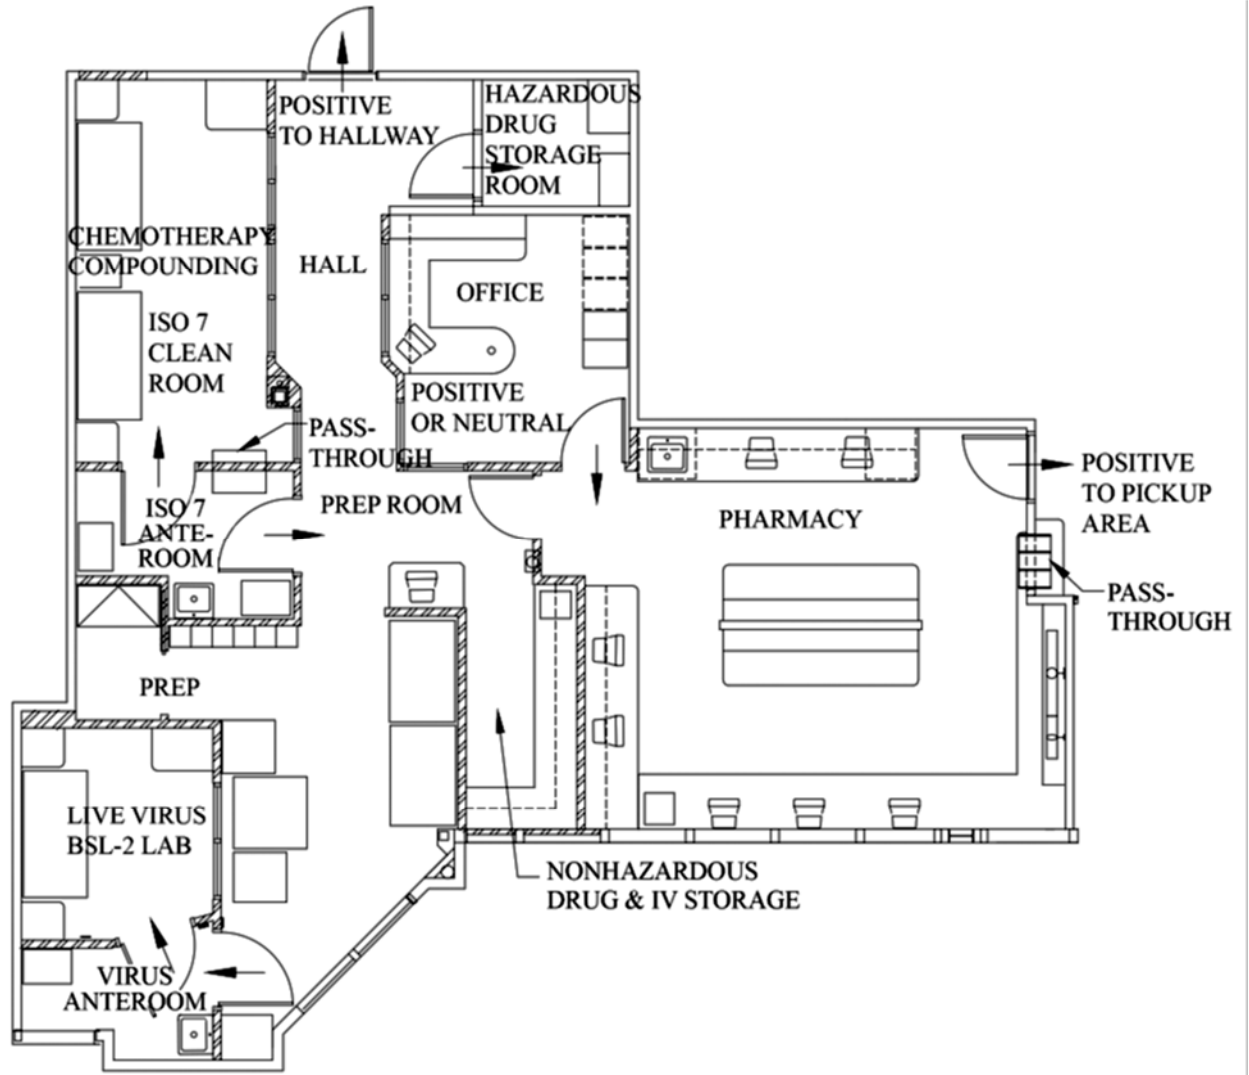 POSITIVE
TO HALLWAY
HAZARDOUS
DRUG
STORAGE
ROOM
CHEMOTHERAPY
COMPOUNDING
HALL
OFFICE
ISO 7
CLEAN
ROOM
POSITIVE
OR NEUTRAL
PASS-
THROUGH
ISO 7
ANTE-
ROOM
PREP ROOM
PHARMACY
POSITIVE
TO PICKUP
AREA
PASS-
THROUGH
PREP
LIVE VIRUS
BSL-2 LAB
NONHAZARDOUS
DRUG & IV STORAGE
VIRUS
ANTEROOM